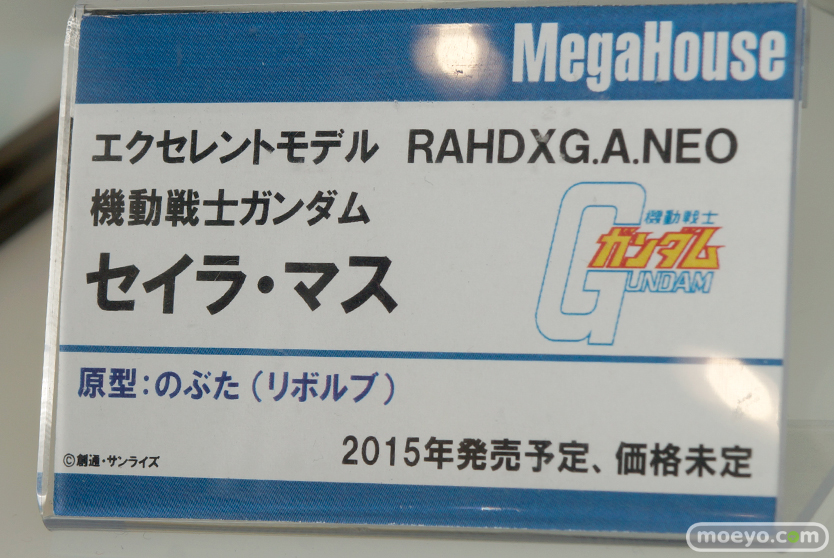 MegaHouse
エクセレントモデル RAHDXG.A.NEO
機動戦士ガンダム
セイラ・マス
機動戦士
ガンダム
GUNDAM
原型:のぶた(リボルブ)
2015年発売予定、価格未定
©創通・サンライズ
moeyo.com